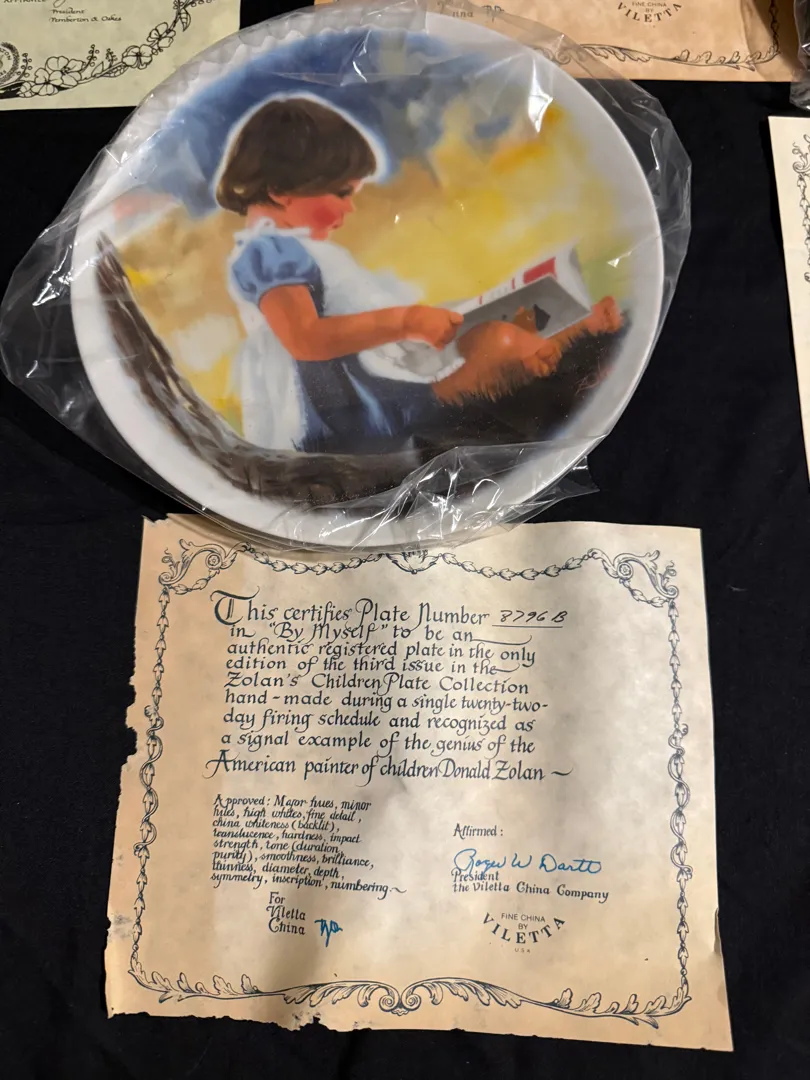 President
Pemberton & Oakes
FINE CHINA
BY
VILETTA
This certifies Plate Number 8796 B
in "By Myself" to be an
authentic registered plate in the only
edition of the third issue in the
Zolan's Children Plate Collection
hand-made during a single twenty-two-
day firing schedule and recognized as
a signal example of the genius of the
American painter of children Donald Zolan ~
Approved: Major hues, minor
hues, high whites, fine detail,
china whiteness (backlit),
translucence, hardness, impact
strength, tone (duration,
purity), smoothness, brilliance,
thinness, diameter, depth,
symmetry, inscription, numbering ~
For
Viletta
China
Affirmed:
Roger W Dartt
President
the Viletta China Company
FINE CHINA
BY
VILETTA
USA